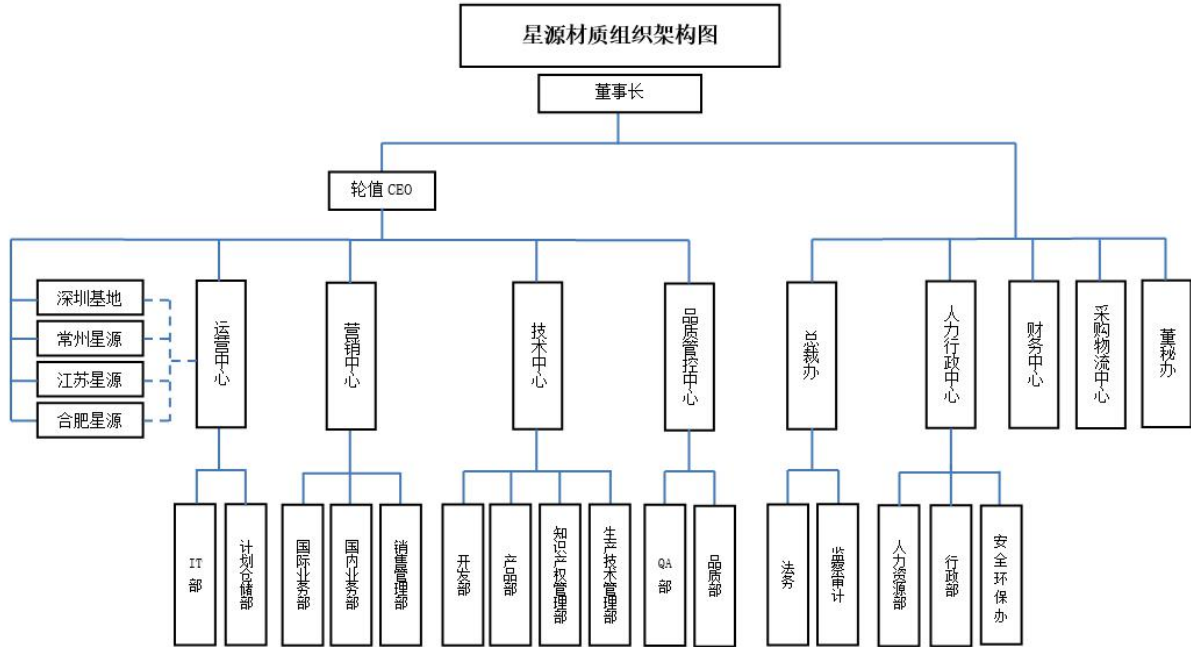 星源材质组织架构图
董事长
轮值 CEO
深圳基地
常州星源
江苏星源
合肥星源
运营中心
营销中心
技术中心
品质管控中心
总裁办
人力行政中心
财务中心
采购物流中心
董秘办
IT部
计划仓储部
国际业务部
国内业务部
销售管理部
开发部
产品部
知识产权管理部
生产技术管理部
QA部
品质部
法务
监察审计
人力资源部
行政部
安全环保办